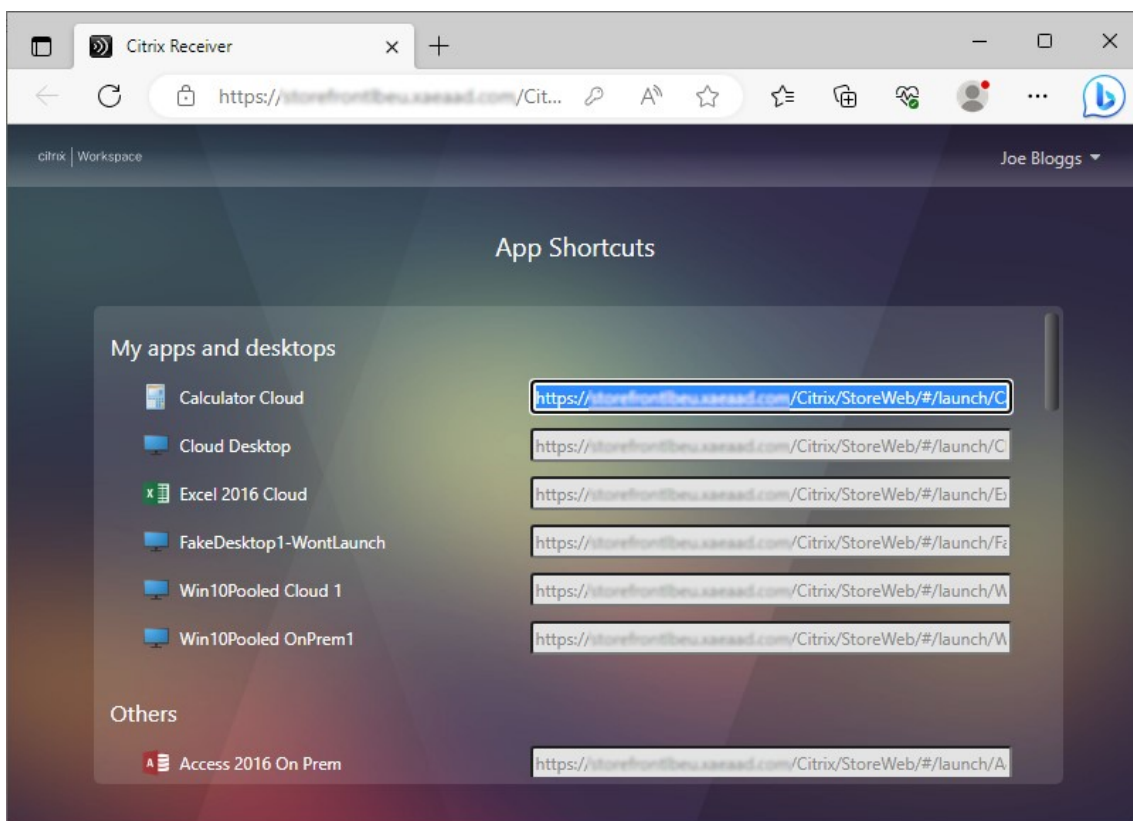 Citrix Receiver
https:// /Cit...
citrix | Workspace
Joe Bloggs
App Shortcuts
My apps and desktops
Calculator Cloud https:// /Citrix/StoreWeb/#/launch/C
Cloud Desktop https:// /Citrix/StoreWeb/#/launch/C
Excel 2016 Cloud https:// /Citrix/StoreWeb/#/launch/E
FakeDesktop1-WontLaunch https:// /Citrix/StoreWeb/#/launch/Fa
Win10Pooled Cloud 1 https:// /Citrix/StoreWeb/#/launch/W
Win10Pooled OnPrem1 https:// /Citrix/StoreWeb/#/launch/W
Others
Access 2016 On Prem https:// /Citrix/StoreWeb/#/launch/A